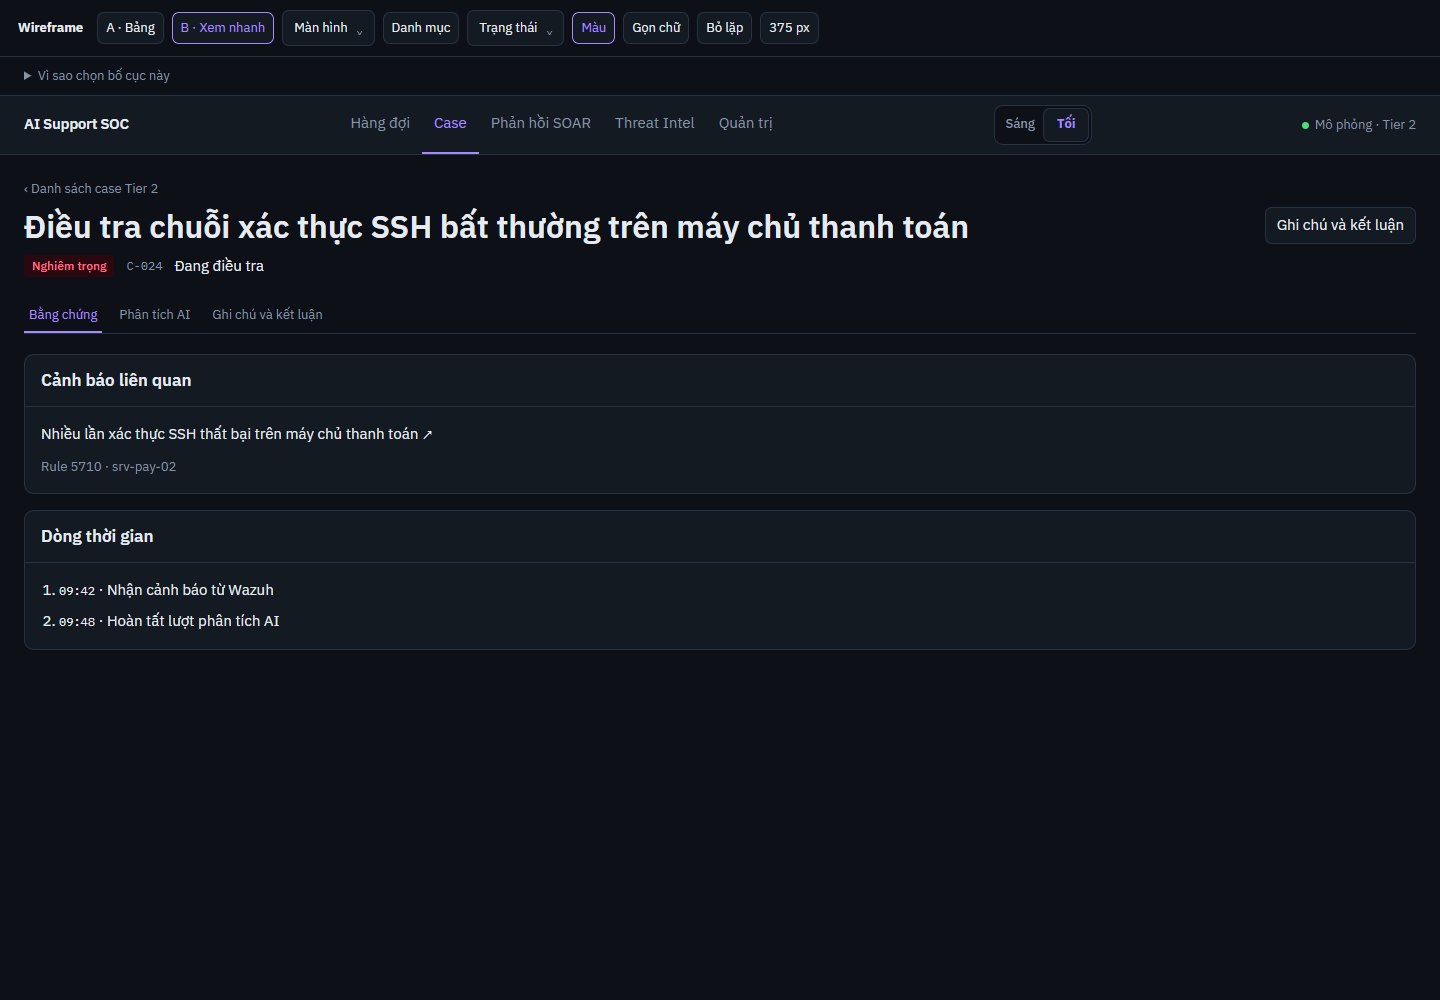 Wireframe A · Bảng B · Xem nhanh Màn hình Danh mục Trạng thái Màu Gọn chữ Bỏ lặp 375 px
▶ Vì sao chọn bố cục này
AI Support SOC Hàng đợi Case Phản hồi SOAR Threat Intel Quản trị Sáng Tối Mô phỏng · Tier 2
‹ Danh sách case Tier 2
Điều tra chuỗi xác thực SSH bất thường trên máy chủ thanh toán Ghi chú và kết luận
Nghiêm trọng C-024 Đang điều tra
Bằng chứng Phân tích AI Ghi chú và kết luận
Cảnh báo liên quan
Nhiều lần xác thực SSH thất bại trên máy chủ thanh toán ↗
Rule 5710 · srv-pay-02
Dòng thời gian
1. 09:42 · Nhận cảnh báo từ Wazuh
2. 09:48 · Hoàn tất lượt phân tích AI